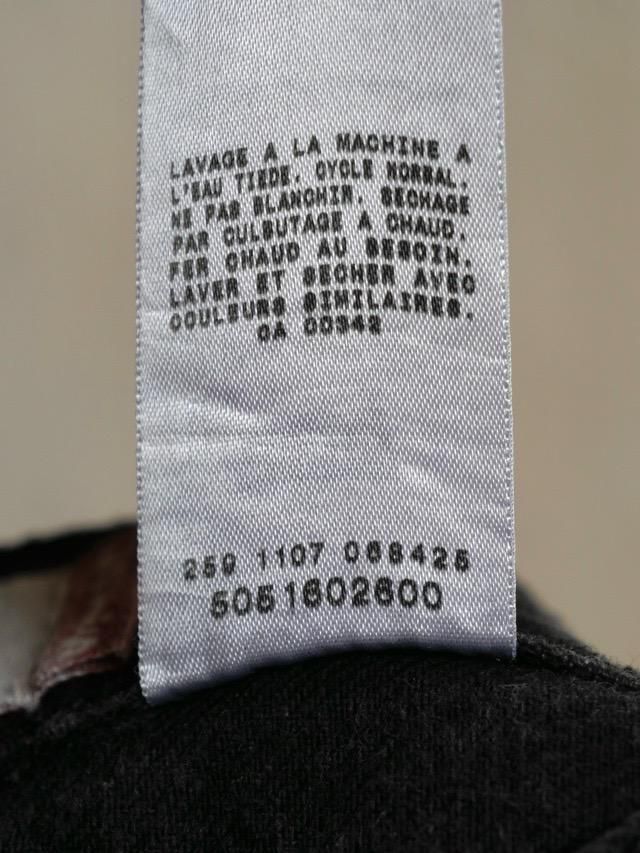 LAVAGE A LA MACHINE A
L'EAU TIEDE. CYCLE NORMAL.
NE PAS BLANCHIR. SECHAGE
PAR CULBUTAGE A CHAUD.
FER CHAUD AU BESOIN.
LAVER ET SECHER AVEC
COULEURS SIMILAIRES.
CA 00342
259 1107 068425
5051602600